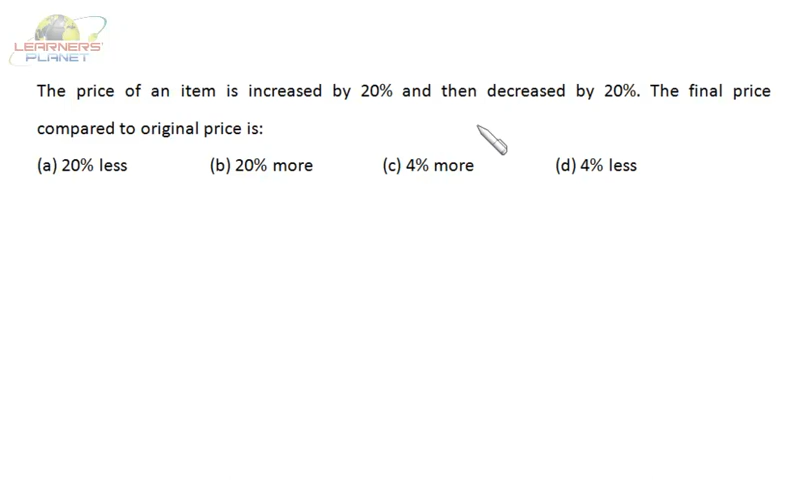 LEARNERS'
PLANET
The price of an item is increased by 20% and then decreased by 20%. The final price
compared to original price is:
(a) 20% less (b) 20% more (c) 4% more (d) 4% less